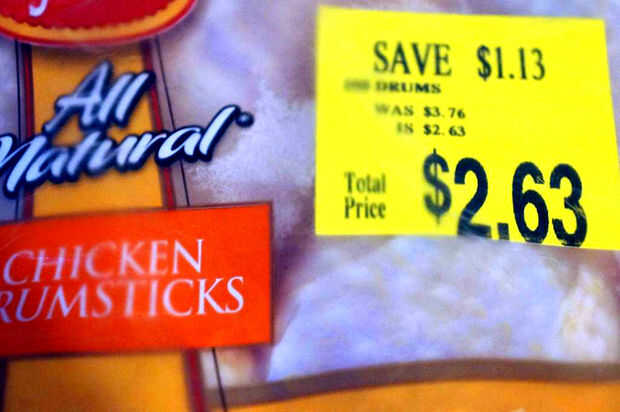 All
Natural
CHICKEN
RUMSTICKS
SAVE $1.13
DRUMS
WAS $3.76
IS $2.63
Total
Price
$2.63